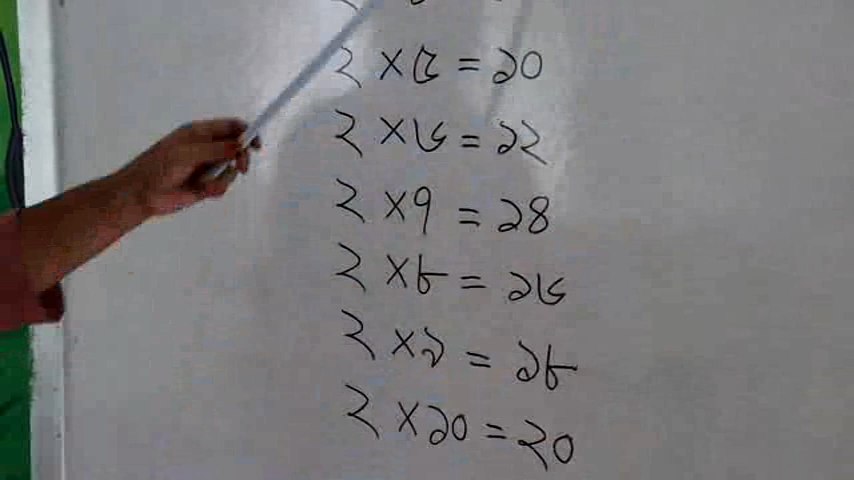 ২ × ৫ = ১০
২ × ৬ = ১২
২ × ৭ = ১৪
২ × ৮ = ১৬
২ × ৯ = ১৮
২ × ১০ = ২০